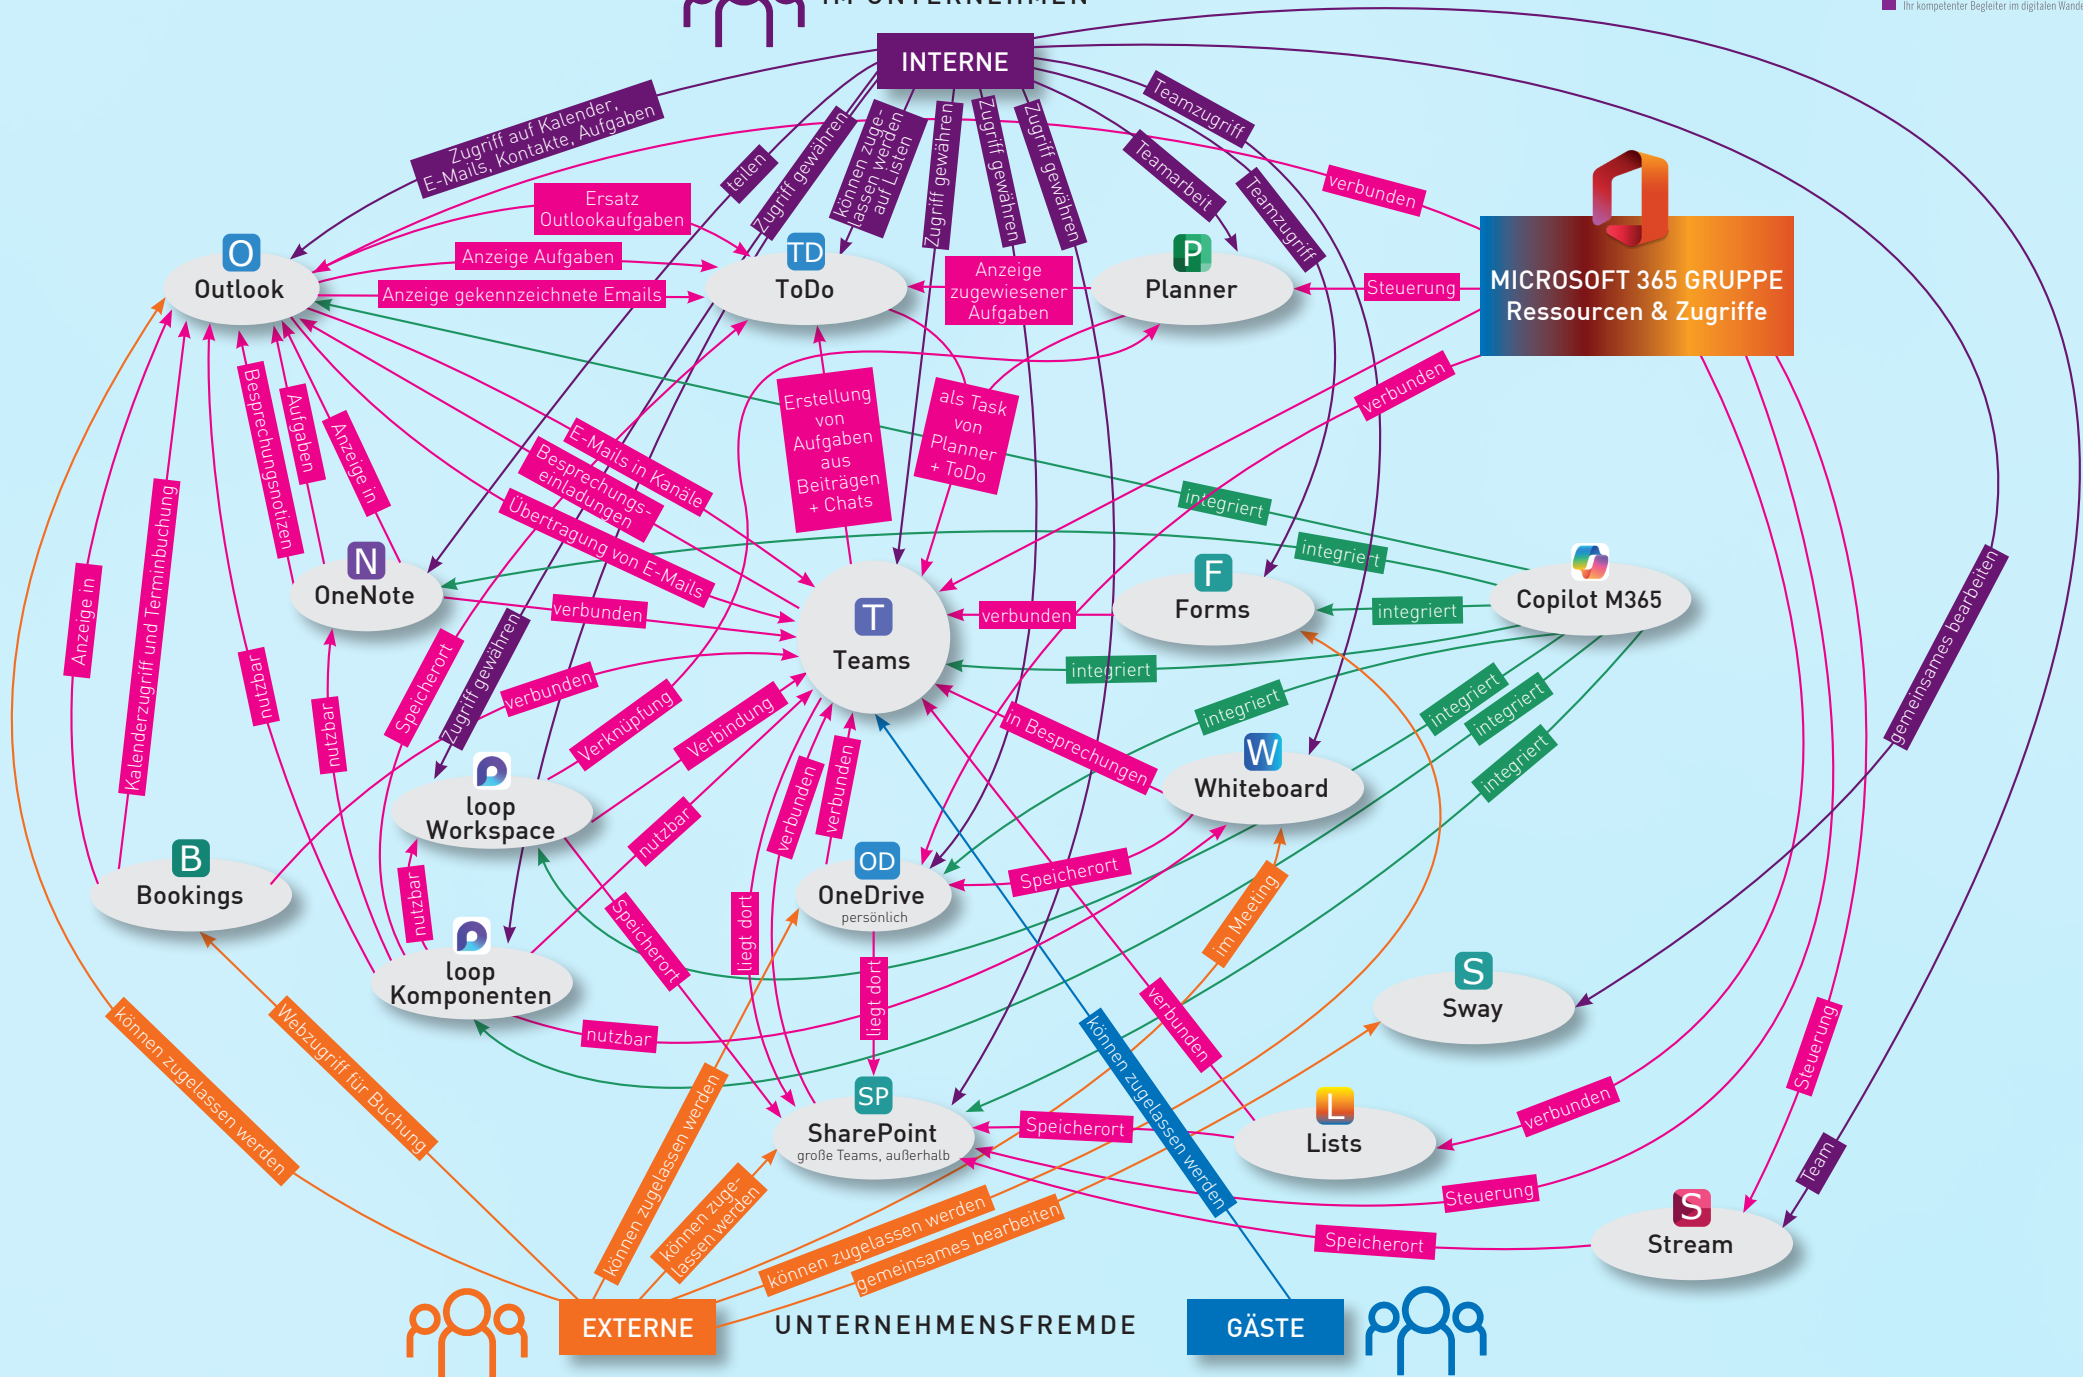 IM UNTERNEHMEN
Ihr kompetenter Begleiter im digitalen Wande
INTERNE
Zugriff auf Kalender,
E-Mails, Kontakte, Aufgaben
teilen
Zugriff gewähren
können zuge-
lassen werden
auf Listen
Zugriff gewähren
Zugriff gewähren
Zugriff gewähren
Teamarbeit
Teamzugriff
Teamzugriff
verbunden
Ersatz
Outlookaufgaben
Anzeige Aufgaben
Anzeige gekennzeichnete Emails
O
Outlook
TD
ToDo
Anzeige
zugewiesener
Aufgaben
P
Planner
Steuerung
MICROSOFT 365 GRUPPE
Ressourcen & Zugriffe
verbunden
Besprechungsnotizen
Aufgaben
Anzeige in
E-Mails in Kanäle
Besprechungs-
einladungen
Übertragung von E-Mails
Erstellung
von
Aufgaben
aus
Beiträgen
+ Chats
als Task
von
Planner
+ ToDo
integriert
integriert
integriert
N
OneNote
verbunden
T
Teams
verbunden
F
Forms
Copilot M365
gemeinsames bearbeiten
Anzeige in
Kalenderzugriff und Terminbuchung
nutzbar
nutzbar
Speicherort
Zugriff gewähren
verbunden
Verknüpfung
Verbindung
nutzbar
integriert
integriert
integriert
integriert
integriert
in Besprechungen
W
Whiteboard
loop
Workspace
verbunden
verbunden
B
Bookings
nutzbar
Speicherort
liegt dort
OD
OneDrive
persönlich
Speicherort
im Meeting
loop
Komponenten
nutzbar
liegt dort
verbunden
S
Sway
Steuerung
können zugelassen werden
Webzugriff für Buchung
können zugelassen werden
können zuge-
lassen werden
SP
SharePoint
große Teams, außerhalb
Speicherort
können zugelassen werden
L
Lists
verbunden
Steuerung
Speicherort
Team
S
Stream
können zugelassen werden
gemeinsames bearbeiten
EXTERNE
UNTERNEHMENSFREMDE
GÄSTE